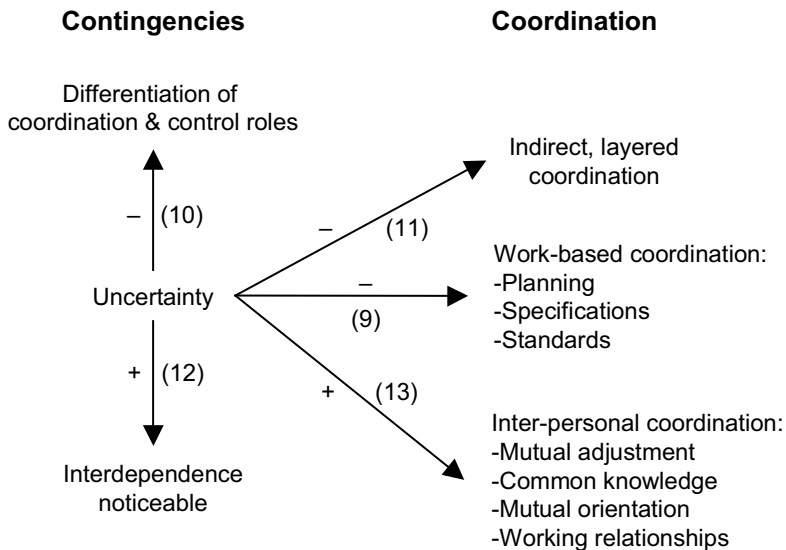 Contingencies
Coordination
Differentiation of
coordination & control roles
Indirect, layered
coordination
– (10)
– (11)
Work-based coordination:
-Planning
-Specifications
-Standards
Uncertainty
–
(9)
+ (12)
+ (13)
Interdependence
noticeable
Inter-personal coordination:
-Mutual adjustment
-Common knowledge
-Mutual orientation
-Working relationships